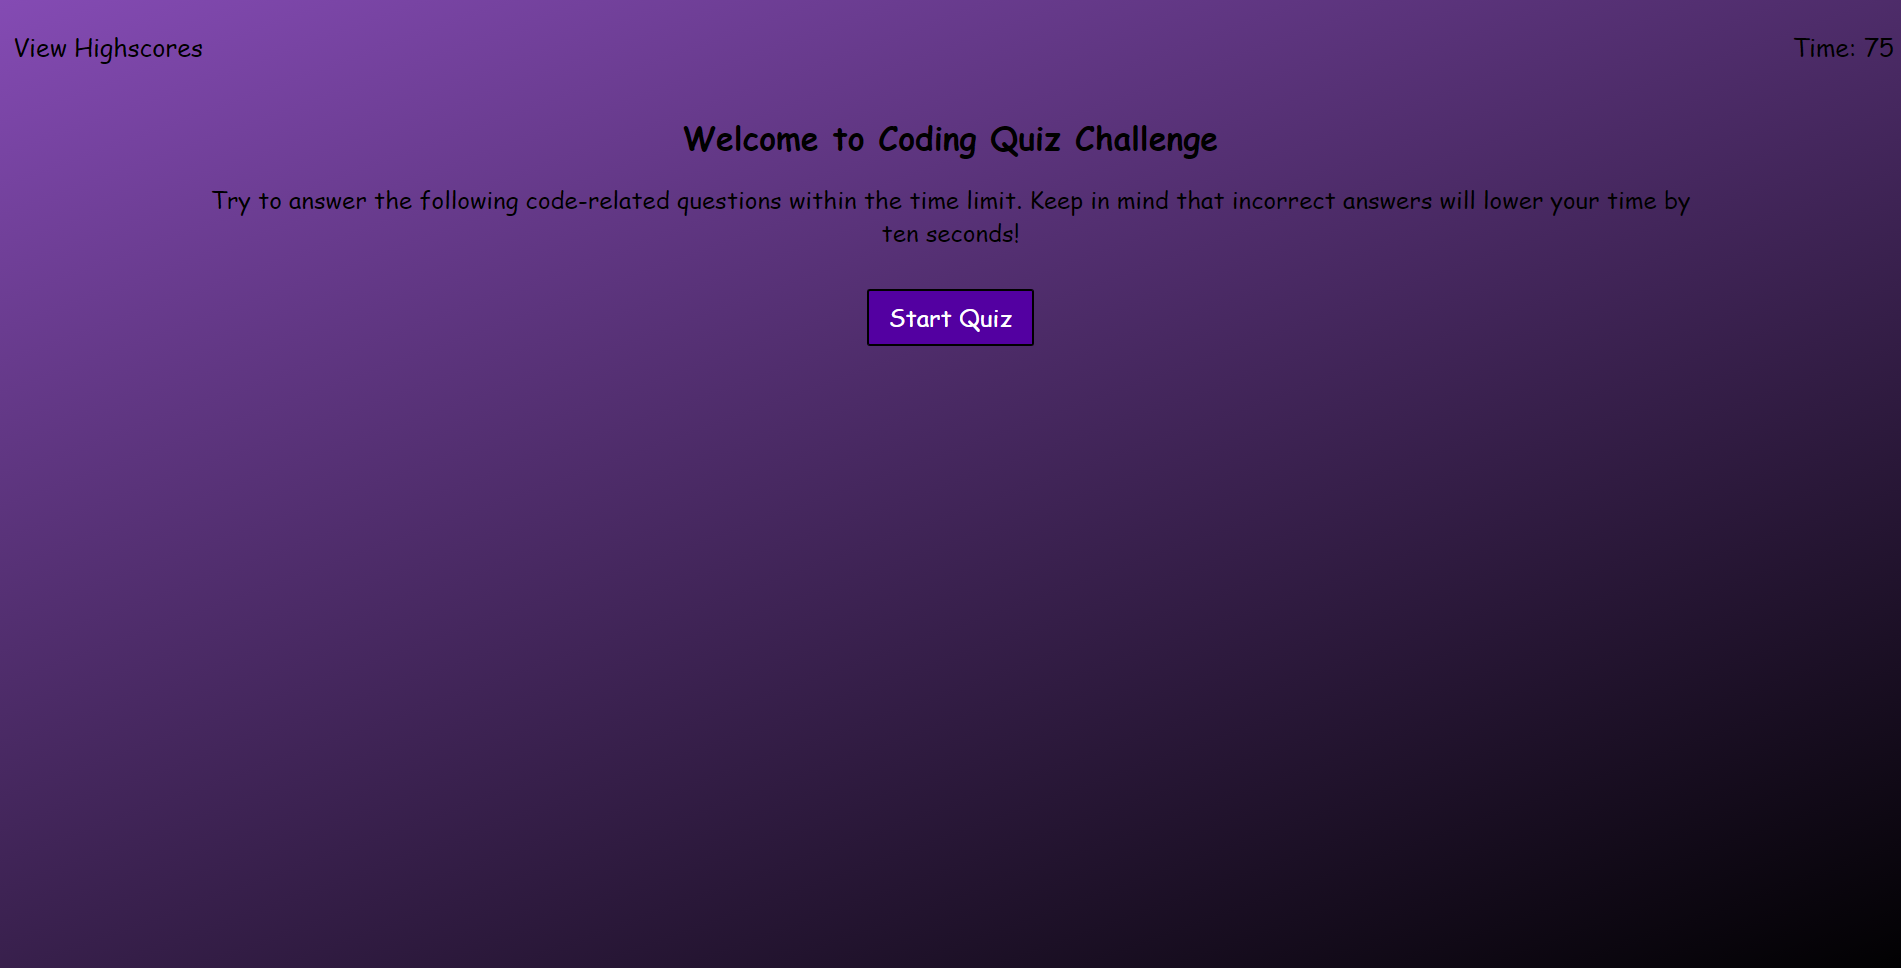 View Highscores
Time: 75
Welcome to Coding Quiz Challenge
Try to answer the following code-related questions within the time limit. Keep in mind that incorrect answers will lower your time by
ten seconds!
Start Quiz